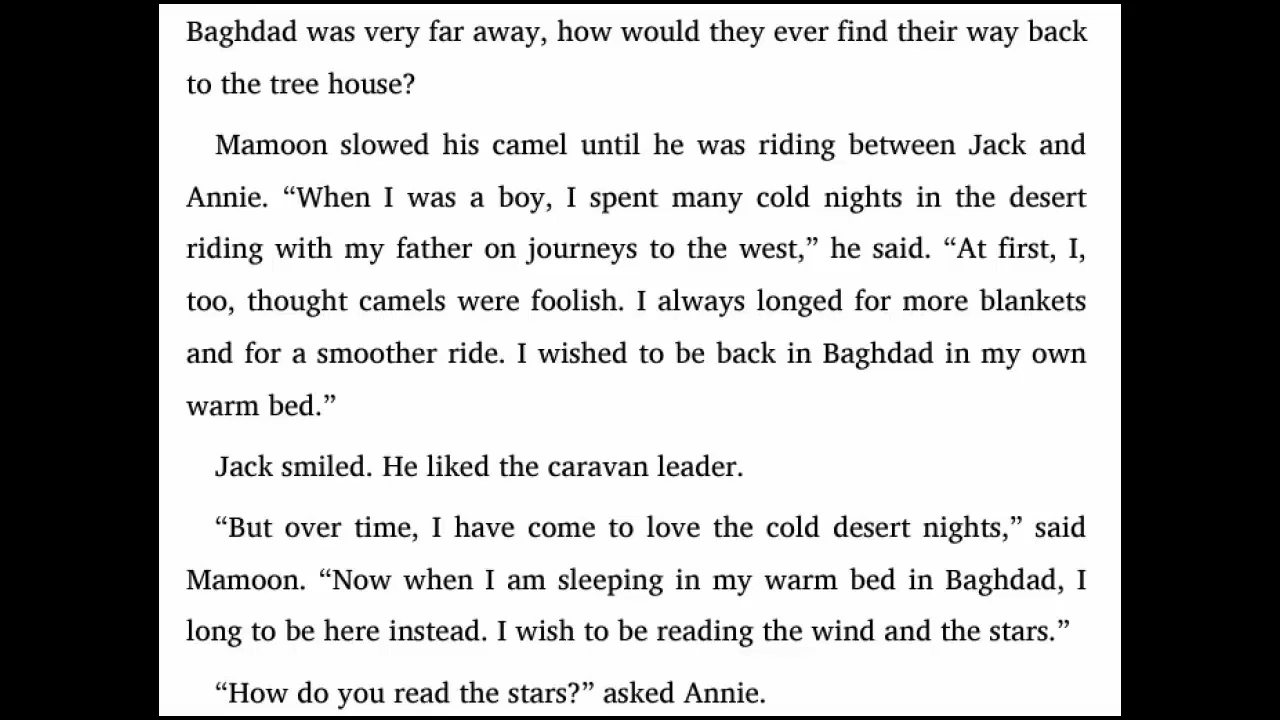 Baghdad was very far away, how would they ever find their way back
to the tree house?
Mamoon slowed his camel until he was riding between Jack and
Annie. “When I was a boy, I spent many cold nights in the desert
riding with my father on journeys to the west,” he said. “At first, I,
too, thought camels were foolish. I always longed for more blankets
and for a smoother ride. I wished to be back in Baghdad in my own
warm bed.”
Jack smiled. He liked the caravan leader.
“But over time, I have come to love the cold desert nights,” said
Mamoon. “Now when I am sleeping in my warm bed in Baghdad, I
long to be here instead. I wish to be reading the wind and the stars.”
“How do you read the stars?” asked Annie.